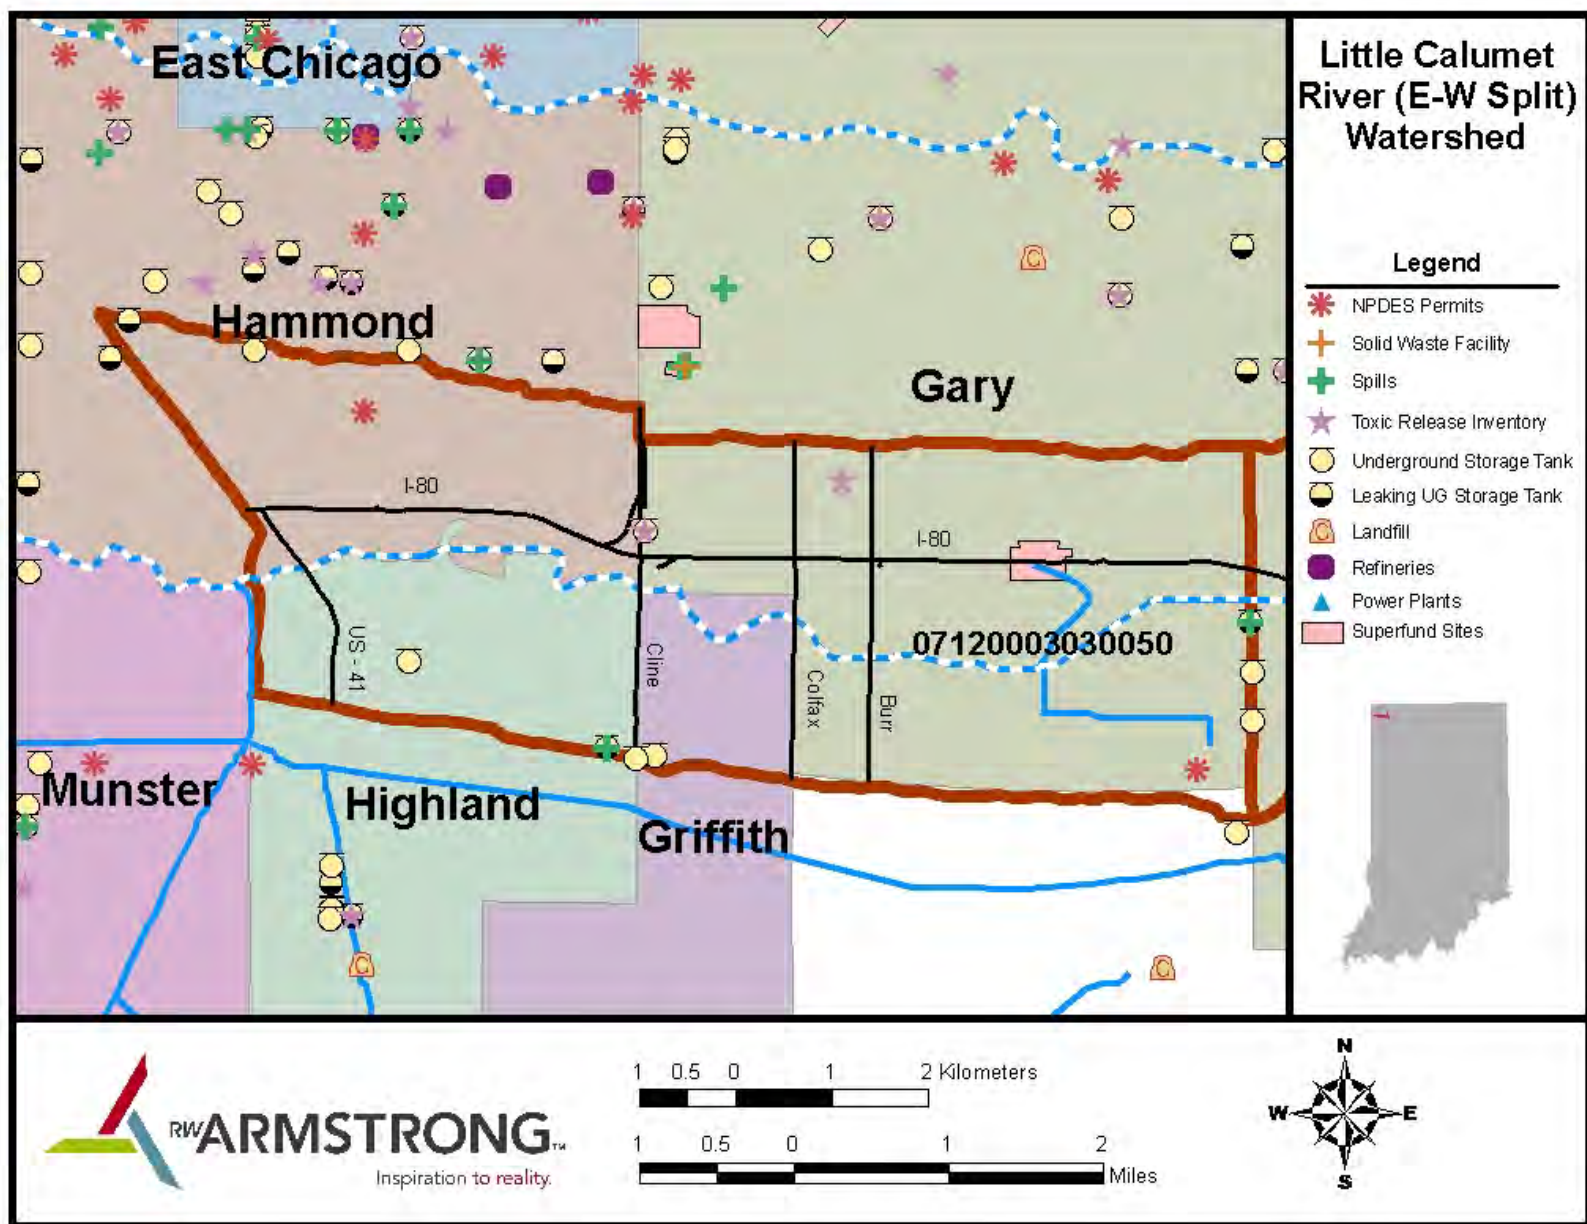 East Chicago
Hammond
Gary
I-80
I-80
US - 41
Cline
Colfax
Burr
07120003030050
Munster
Highland
Griffith
Little Calumet
River (E-W Split)
Watershed
Legend
NPDES Permits
Solid Waste Facility
Spills
Toxic Release Inventory
Underground Storage Tank
Leaking UG Storage Tank
C Landfill
Refineries
Power Plants
Superfund Sites
C
C
C
RWARMSTRONG™
Inspiration to reality.
1 0.5 0 1 2 Kilometers
1 0.5 0 1 2
Miles
N
W E
S